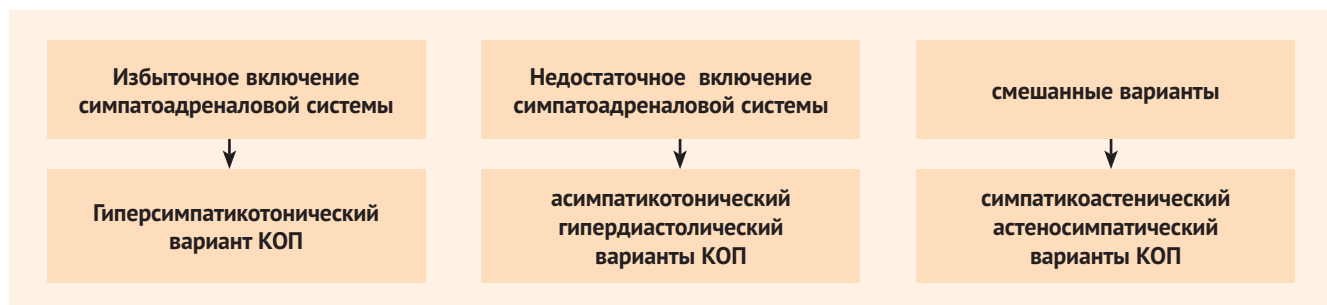 Избыточное включение
симпатоадреналовой системы
Гиперсимпатикотонический
вариант КОП
Недостаточное включение
симпатоадреналовой системы
асимпатикотонический
гипердиастолический
варианты КОП
смешанные варианты
симпатикоастенический
астеносимпатический
варианты КОП